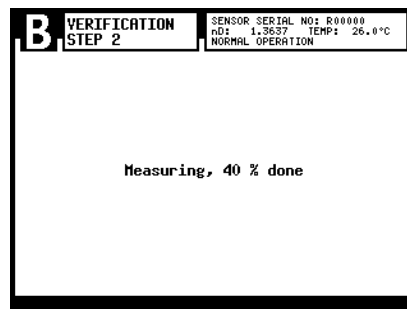 B
VERIFICATION
STEP 2
SENSOR SERIAL NO: R00000
nD: 1.3637 TEMP: 26.0°C
NORMAL OPERATION
Measuring, 40 % done